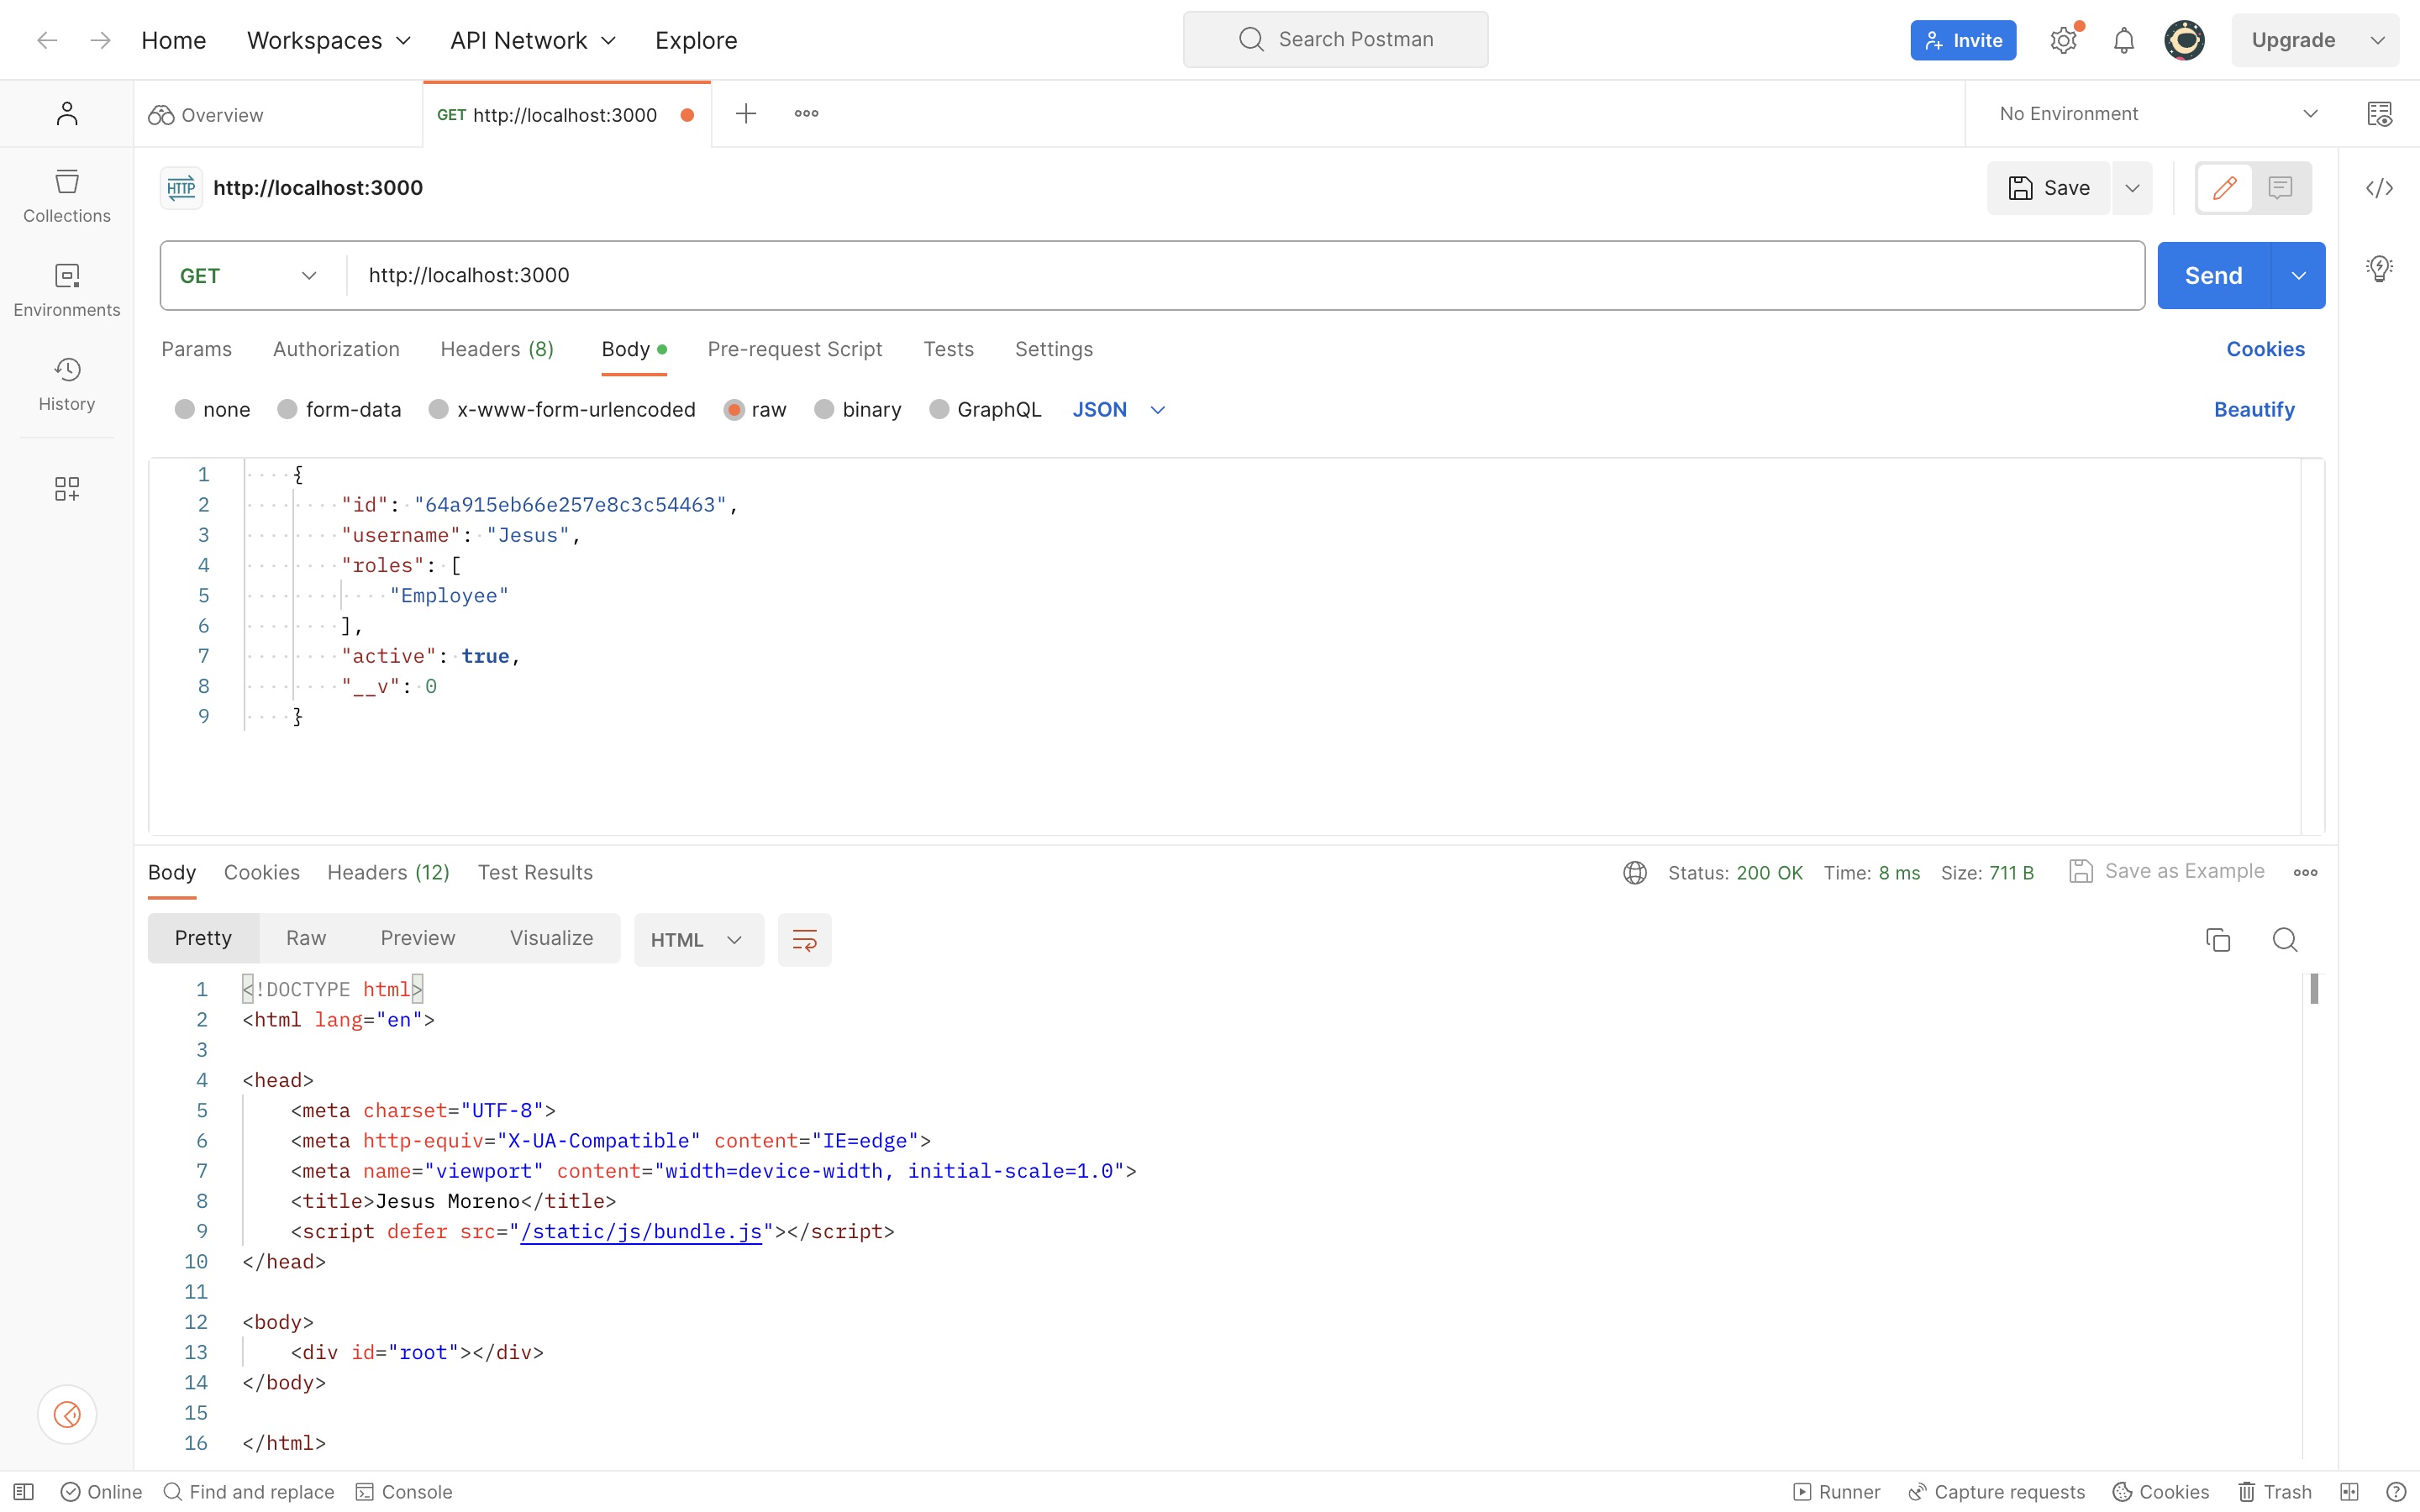 Home Workspaces API Network Explore Search Postman Invite Upgrade
Overview GET http://localhost:3000 No Environment
HTTP http://localhost:3000 Save
Collections
Environments
History
GET http://localhost:3000 Send
Params Authorization Headers (8) Body Pre-request Script Tests Settings Cookies
none form-data x-www-form-urlencoded raw binary GraphQL JSON Beautify
1 {
2 "id": "64a915eb66e257e8c3c54463",
3 "username": "Jesus",
4 "roles": [
5 "Employee"
6 ],
7 "active": true,
8 "__v": 0
9 }
Body Cookies Headers (12) Test Results Status: 200 OK Time: 8 ms Size: 711 B Save as Example
Pretty Raw Preview Visualize HTML
1 <!DOCTYPE html>
2 <html lang="en">
3
4 <head>
5 <meta charset="UTF-8">
6 <meta http-equiv="X-UA-Compatible" content="IE=edge">
7 <meta name="viewport" content="width=device-width, initial-scale=1.0">
8 <title>Jesus Moreno</title>
9 <script defer src="/static/js/bundle.js"></script>
10 </head>
11
12 <body>
13 <div id="root"></div>
14 </body>
15
16 </html>
Online Find and replace Console Runner Capture requests Cookies Trash